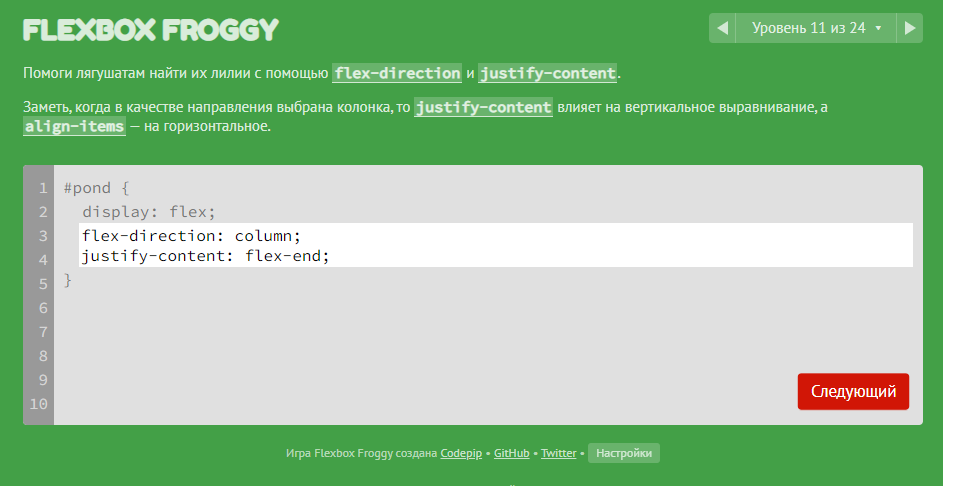 FLEXBOX FROGGY
◀ Уровень 11 из 24 ▾ ▶
Помоги лягушатам найти их лилии с помощью flex-direction и justify-content.
Заметь, когда в качестве направления выбрана колонка, то justify-content влияет на вертикальное выравнивание, а
align-items — на горизонтальное.
1 #pond {
2 display: flex;
3 flex-direction: column;
4 justify-content: flex-end;
5 }
6
7
8
9
10
Следующий
Игра Flexbox Froggy создана Codepip • GitHub • Twitter • Настройки